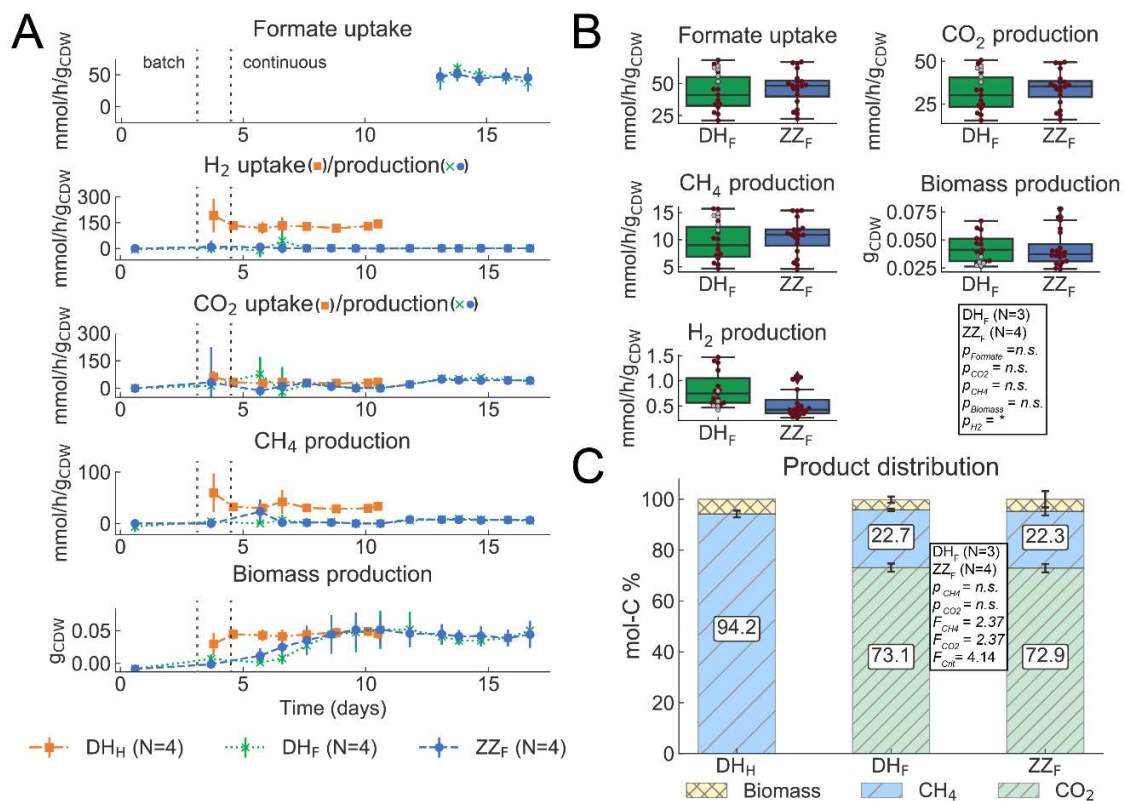 A
Formate uptake
batch
continuous
mmol/h/gCDW
50
0
0
5
10
15
H2 uptake(■)/production(×●)
mmol/h/gCDW
300
150
0
0
5
10
15
CO2 uptake(■)/production(×●)
mmol/h/gCDW
300
150
0
0
5
10
15
CH4 production
mmol/h/gCDW
100
0
0
5
10
15
Biomass production
gCDW
0.05
0.00
0
5
10
15
Time (days)
DHH (N=4)
DHF (N=4)
ZZF (N=4)
B
Formate uptake
mmol/h/gCDW
50
25
DHF
ZZF
CO2 production
mmol/h/gCDW
50
25
DHF
ZZF
CH4 production
mmol/h/gCDW
15
10
5
DHF
ZZF
Biomass production
gCDW
0.075
0.050
0.025
DHF
ZZF
H2 production
mmol/h/gCDW
1.5
1.0
0.5
DHF
ZZF
DHF (N=3)
ZZF (N=4)
pFormate =n.s.
pCO2 = n.s.
pCH4 = n.s.
pBiomass = n.s.
pH2 = *
C
Product distribution
mol-C %
100
80
60
40
20
0
94.2
22.7
73.1
22.3
72.9
DHF (N=3)
ZZF (N=4)
pCH4 = n.s.
pCO2 = n.s.
FCH4 = 2.37
FCO2 = 2.37
FCnt= 4.14
DHH
DHF
ZZF
Biomass
CH4
CO2